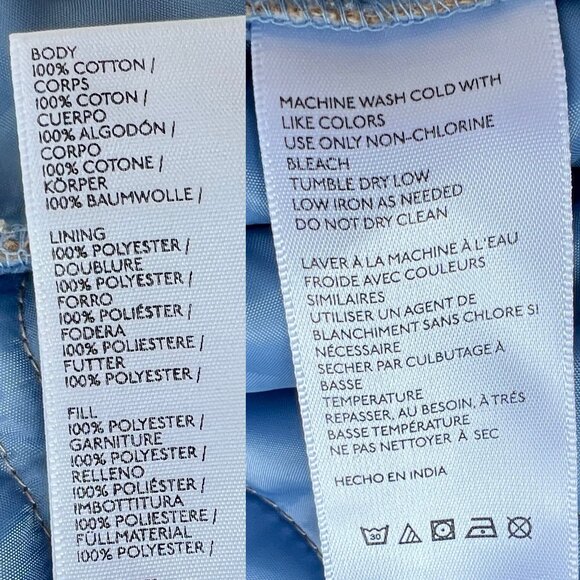 BODY
100% COTTON /
CORPS
100% COTON /
CUERPO
100% ALGODÓN /
CORPO
100% COTONE /
KÖRPER
100% BAUMWOLLE /
LINING
100% POLYESTER /
DOUBLURE
100% POLYESTER /
FORRO
100% POLIÉSTER /
FODERA
100% POLIESTERE /
FUTTER
100% POLYESTER /
FILL
100% POLYESTER /
GARNITURE
100% POLYESTER /
RELLENO
100% POLIÉSTER /
IMBOTTITURA
100% POLIESTERE /
FÜLLMATERIAL
100% POLYESTER /
MACHINE WASH COLD WITH
LIKE COLORS
USE ONLY NON-CHLORINE
BLEACH
TUMBLE DRY LOW
LOW IRON AS NEEDED
DO NOT DRY CLEAN
LAVER À LA MACHINE À L'EAU
FROIDE AVEC COULEURS
SIMILAIRES
UTILISER UN AGENT DE
BLANCHIMENT SANS CHLORE SI
NÉCESSAIRE
SECHER PAR CULBUTAGE À
BASSE
TEMPERATURE
REPASSER, AU BESOIN, À TRÉS
BASSE TEMPÉRATURE
NE PAS NETTOYER À SEC
HECHO EN INDIA
30